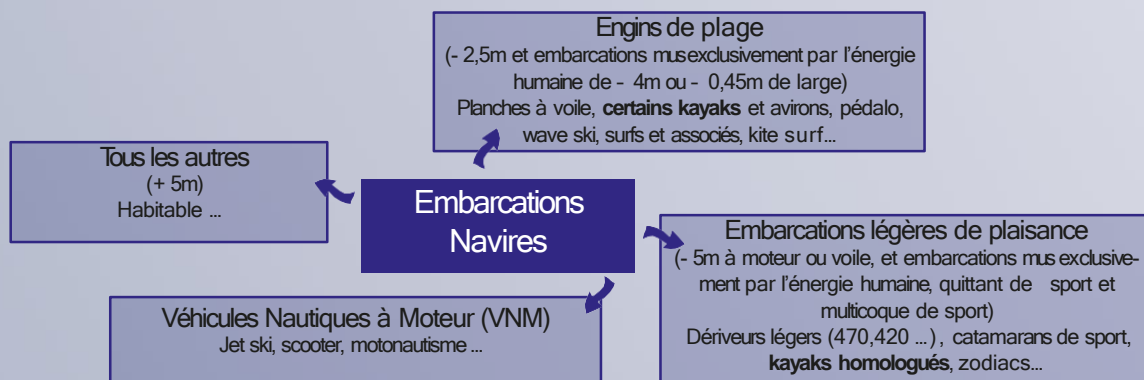 Engins de plage
(- 2,5m et embarcations mus exclusivement par l'énergie
humaine de - 4m ou - 0,45m de large)
Planches à voile, certains kayaks et avirons, pédalo,
wave ski, surfs et associés, kite surf...
Tous les autres
(+ 5m)
Habitable ...
Embarcations
Navires
Embarcations légères de plaisance
(- 5m à moteur ou voile, et embarcations mus exclusive-
ment par l'énergie humaine, quittant de sport et
multicoque de sport)
Dériveurs légers (470,420 ...), catamarans de sport,
kayaks homologués, zodiacs...
Véhicules Nautiques à Moteur (VNM)
Jet ski, scooter, motonautisme ...